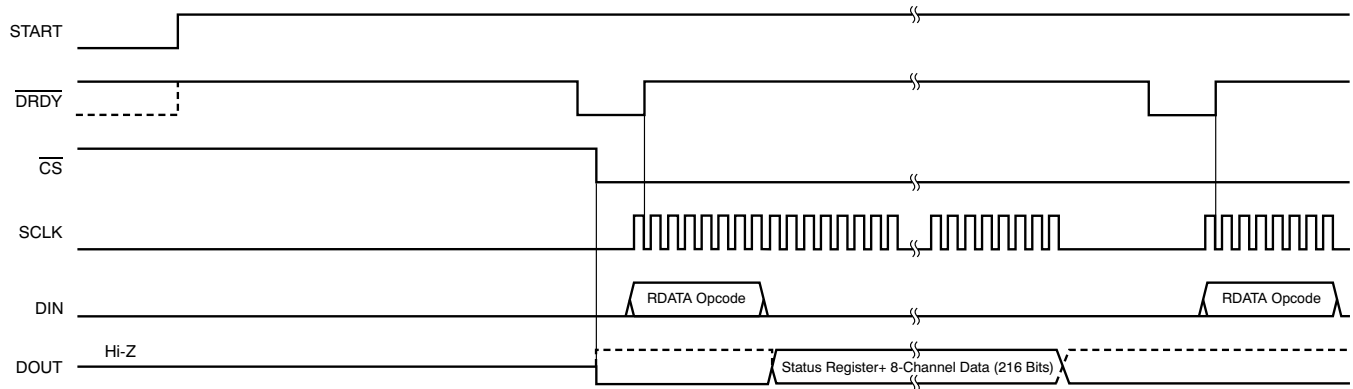 START
DRDY
CS
SCLK
DIN
RDATA Opcode
RDATA Opcode
DOUT
Hi-Z
Status Register+ 8-Channel Data (216 Bits)